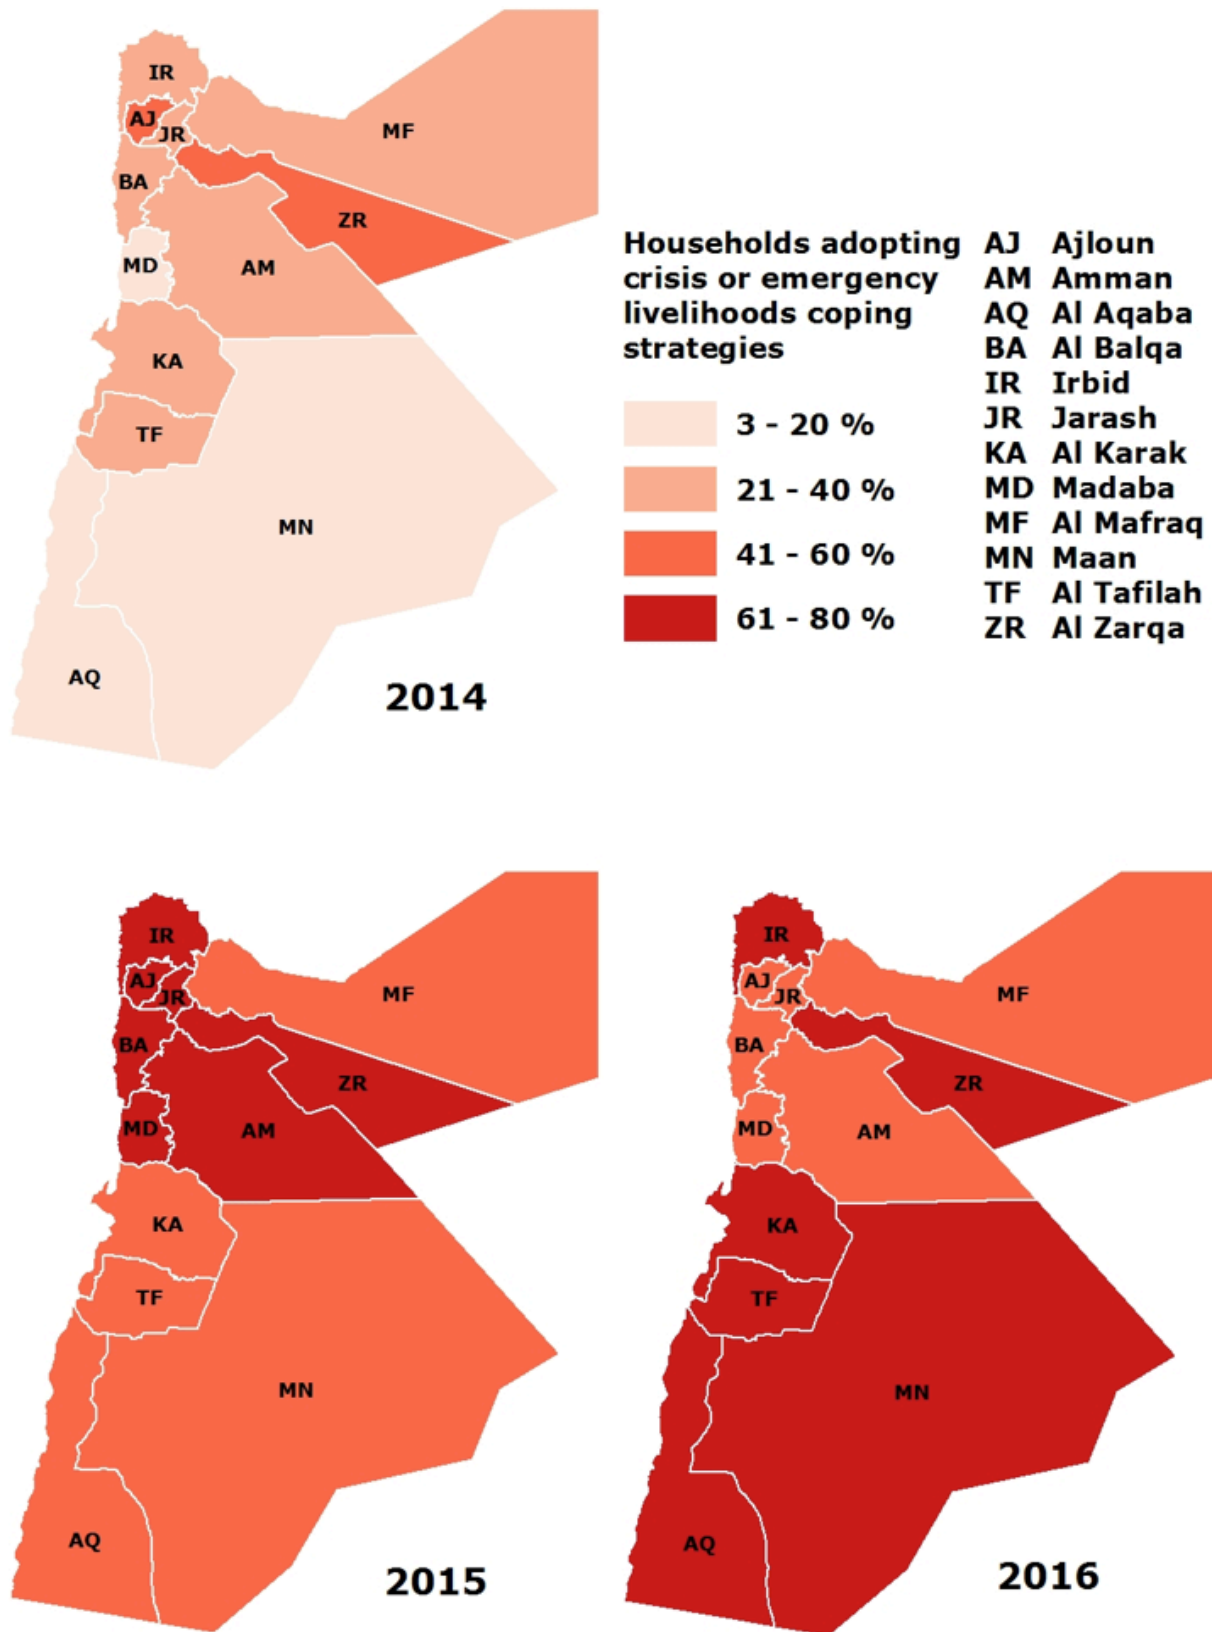 IR
AJ
JR
MF
BA
ZR
MD
AM
KA
TF
MN
AQ
2014
Households adopting
crisis or emergency
livelihoods coping
strategies
3 - 20 %
21 - 40 %
41 - 60 %
61 - 80 %
AJ Ajloun
AM Amman
AQ Al Aqaba
BA Al Balqa
IR Irbid
JR Jarash
KA Al Karak
MD Madaba
MF Al Mafraq
MN Maan
TF Al Tafilah
ZR Al Zarqa
IR
AJ
JR
MF
BA
ZR
MD
AM
KA
TF
MN
AQ
2015
IR
AJ
JR
MF
BA
ZR
MD
AM
KA
TF
MN
AQ
2016